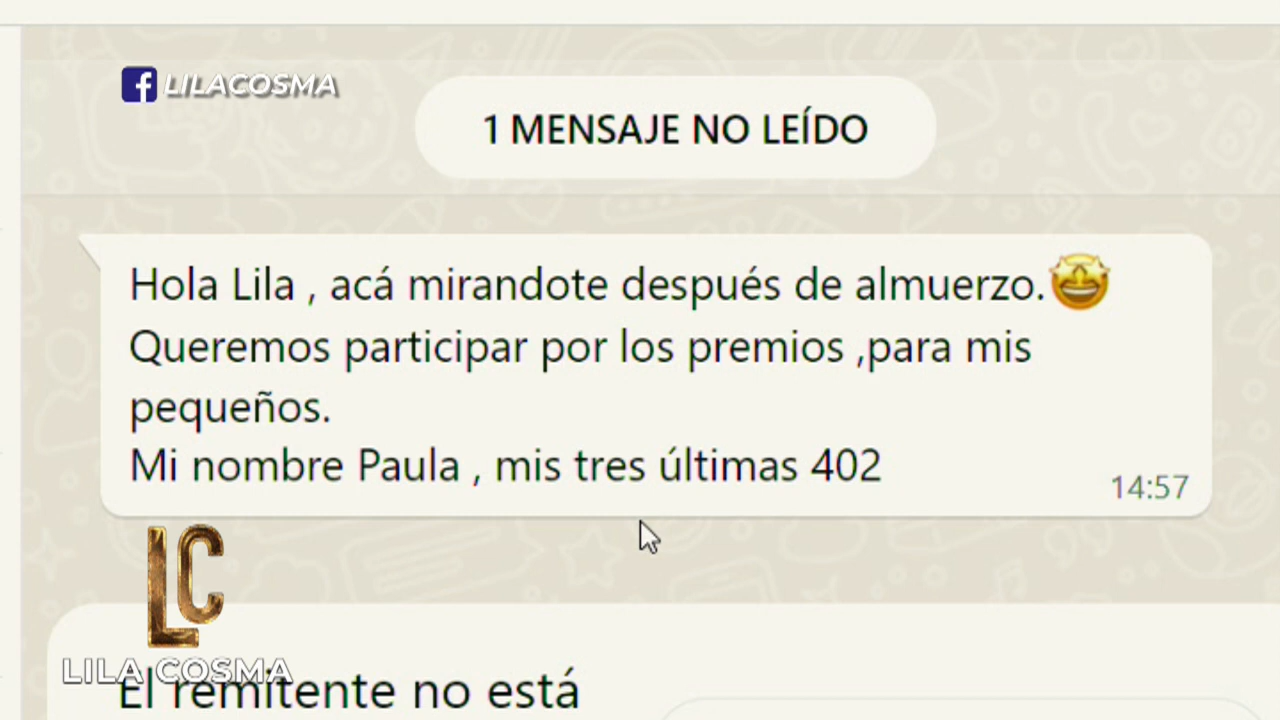 LILACOSMA
1 MENSAJE NO LEÍDO
Hola Lila , acá mirandote después de almuerzo.🤩
Queremos participar por los premios ,para mis
pequeños.
Mi nombre Paula , mis tres últimas 402
14:57
LC
LILA COSMA
El remitente no está